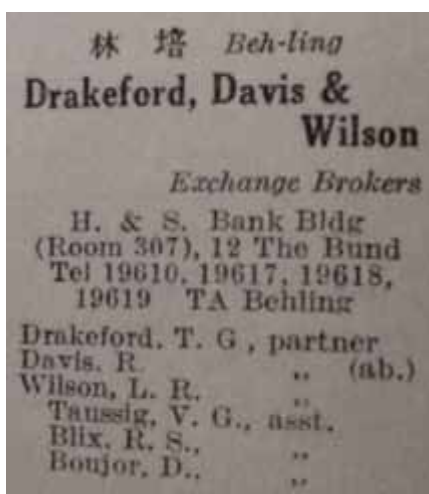 林 培 Beh-ling
Drakeford, Davis &
Wilson
Exchange Brokers
H. & S. Bank Bldg
(Room 307), 12 The Bund
Tel 19610, 19617, 19618,
19619 TA Behling
Drakeford, T. G , partner
Davis, R. „ (ab.)
Wilson, L. R. „
Taussig, V. G., asst.
Blix, R. S., „
Boujor, D., „